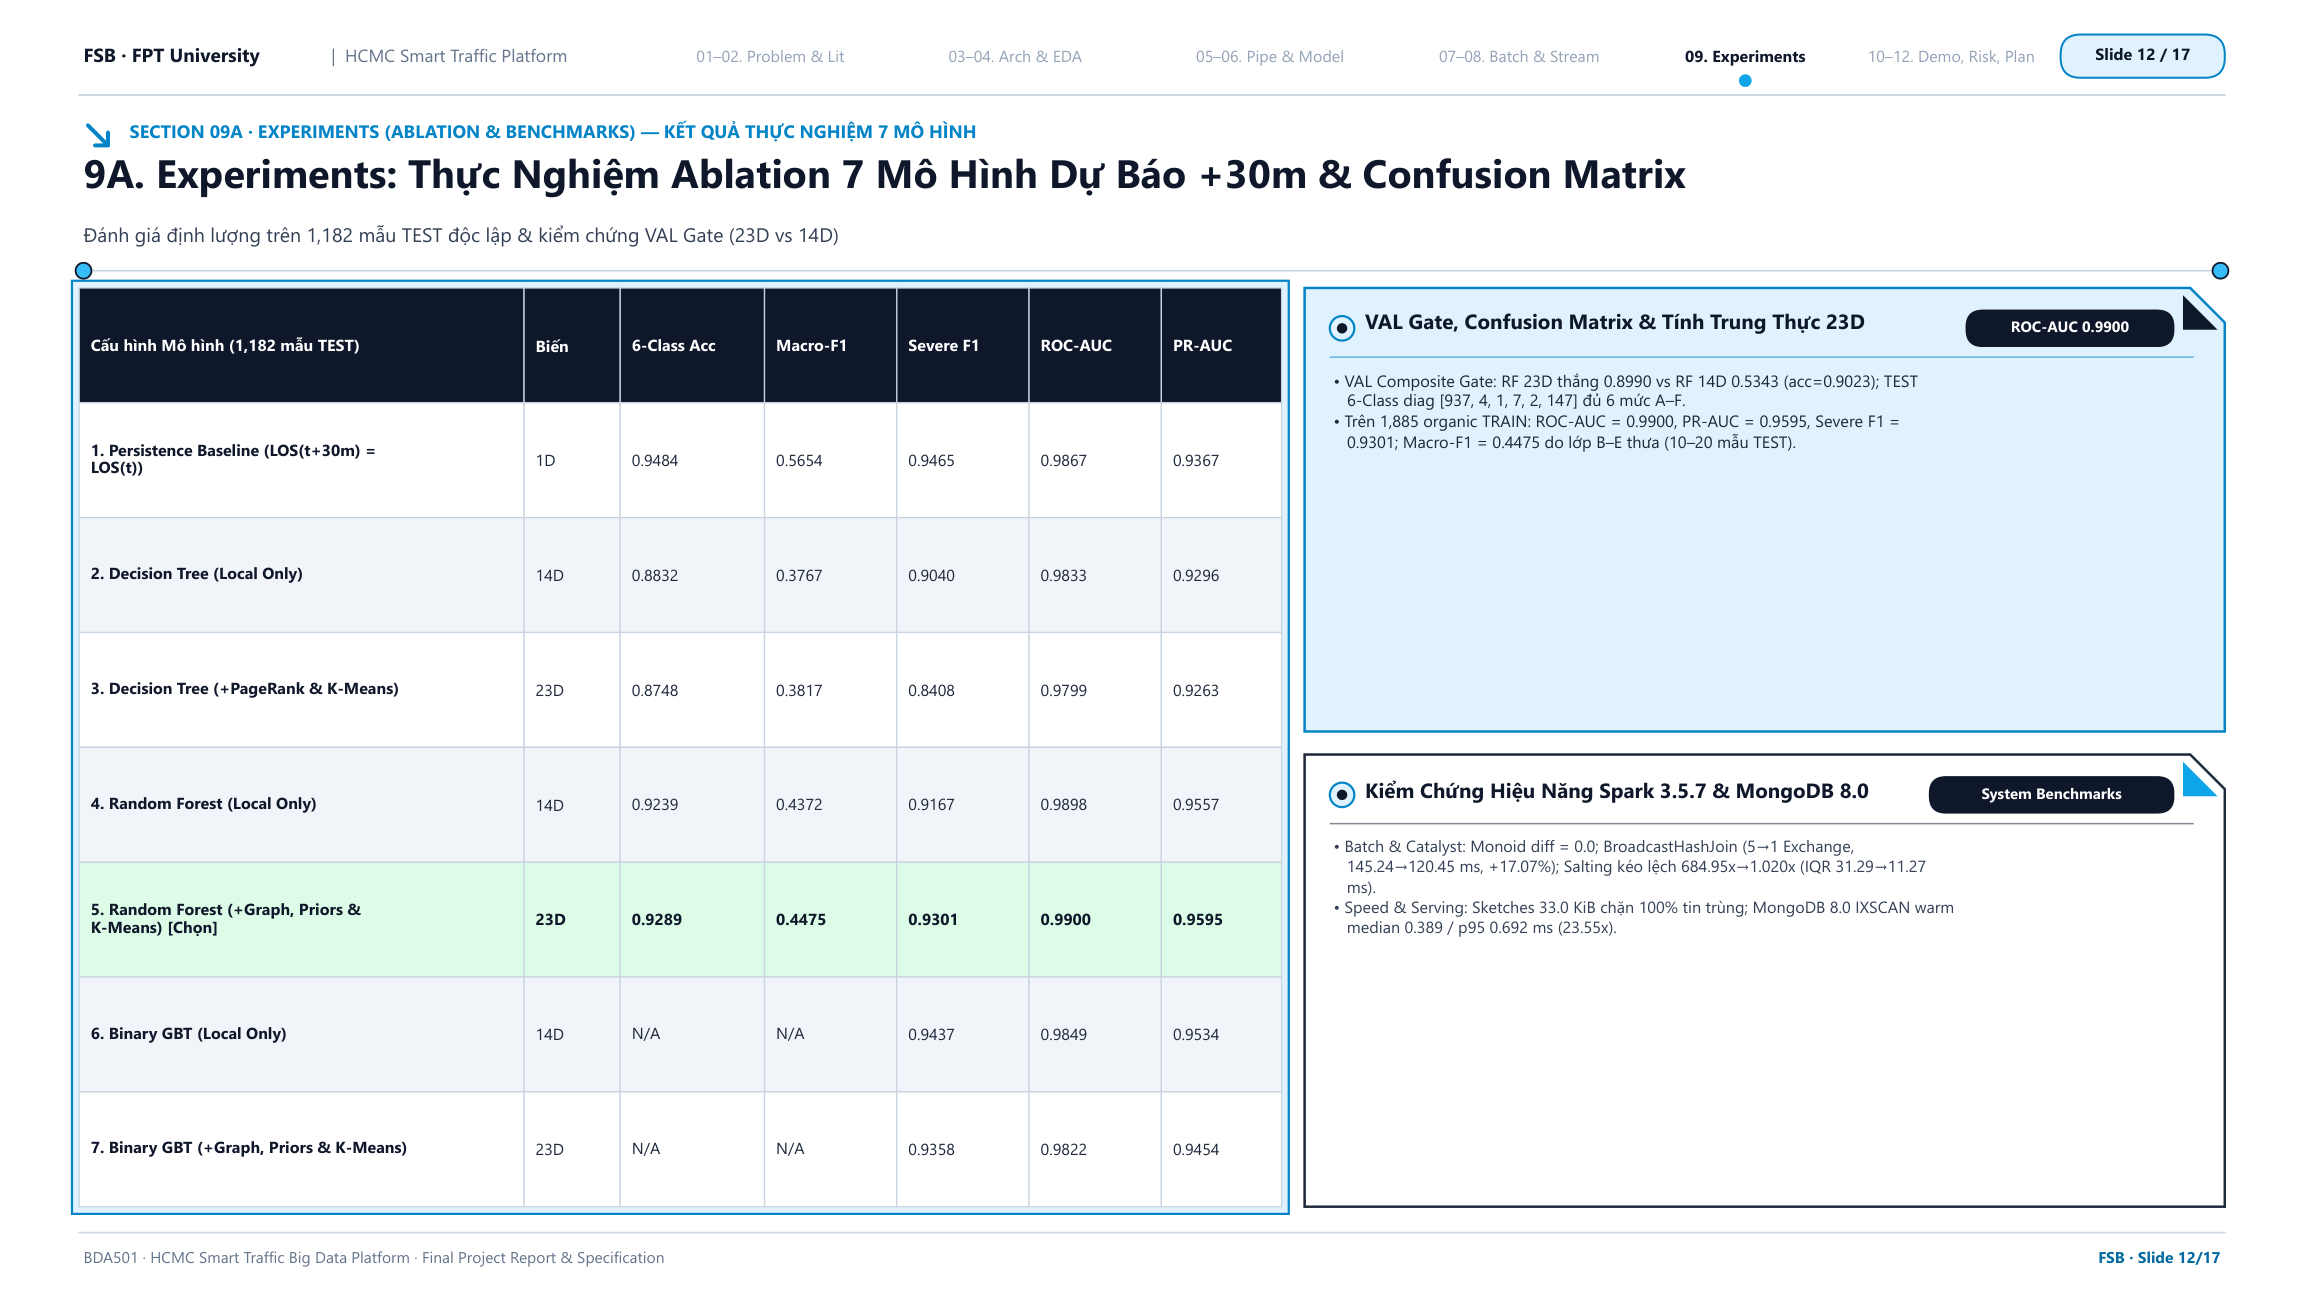 FSB · FPT University | HCMC Smart Traffic Platform 01–02. Problem & Lit 03–04. Arch & EDA 05–06. Pipe & Model 07–08. Batch & Stream 09. Experiments 10–12. Demo, Risk, Plan Slide 12 / 17
SECTION 09A · EXPERIMENTS (ABLATION & BENCHMARKS) — KẾT QUẢ THỰC NGHIỆM 7 MÔ HÌNH
9A. Experiments: Thực Nghiệm Ablation 7 Mô Hình Dự Báo +30m & Confusion Matrix
Đánh giá định lượng trên 1,182 mẫu TEST độc lập & kiểm chứng VAL Gate (23D vs 14D)
Cấu hình Mô hình (1,182 mẫu TEST) Biến 6-Class Acc Macro-F1 Severe F1 ROC-AUC PR-AUC
1. Persistence Baseline (LOS(t+30m) =
LOS(t)) 1D 0.9484 0.5654 0.9465 0.9867 0.9367
2. Decision Tree (Local Only) 14D 0.8832 0.3767 0.9040 0.9833 0.9296
3. Decision Tree (+PageRank & K-Means) 23D 0.8748 0.3817 0.8408 0.9799 0.9263
4. Random Forest (Local Only) 14D 0.9239 0.4372 0.9167 0.9898 0.9557
5. Random Forest (+Graph, Priors &
K-Means) [Chọn] 23D 0.9289 0.4475 0.9301 0.9900 0.9595
6. Binary GBT (Local Only) 14D N/A N/A 0.9437 0.9849 0.9534
7. Binary GBT (+Graph, Priors & K-Means) 23D N/A N/A 0.9358 0.9822 0.9454
VAL Gate, Confusion Matrix & Tính Trung Thực 23D ROC-AUC 0.9900
• VAL Composite Gate: RF 23D thắng 0.8990 vs RF 14D 0.5343 (acc=0.9023); TEST
6-Class diag [937, 4, 1, 7, 2, 147] đủ 6 mức A–F.
• Trên 1,885 organic TRAIN: ROC-AUC = 0.9900, PR-AUC = 0.9595, Severe F1 =
0.9301; Macro-F1 = 0.4475 do lớp B–E thưa (10–20 mẫu TEST).
Kiểm Chứng Hiệu Năng Spark 3.5.7 & MongoDB 8.0 System Benchmarks
• Batch & Catalyst: Monoid diff = 0.0; BroadcastHashJoin (5→1 Exchange,
145.24→120.45 ms, +17.07%); Salting kéo lệch 684.95x→1.020x (IQR 31.29→11.27
ms).
• Speed & Serving: Sketches 33.0 KiB chặn 100% tin trùng; MongoDB 8.0 IXSCAN warm
median 0.389 / p95 0.692 ms (23.55x).
BDA501 · HCMC Smart Traffic Big Data Platform · Final Project Report & Specification FSB · Slide 12/17